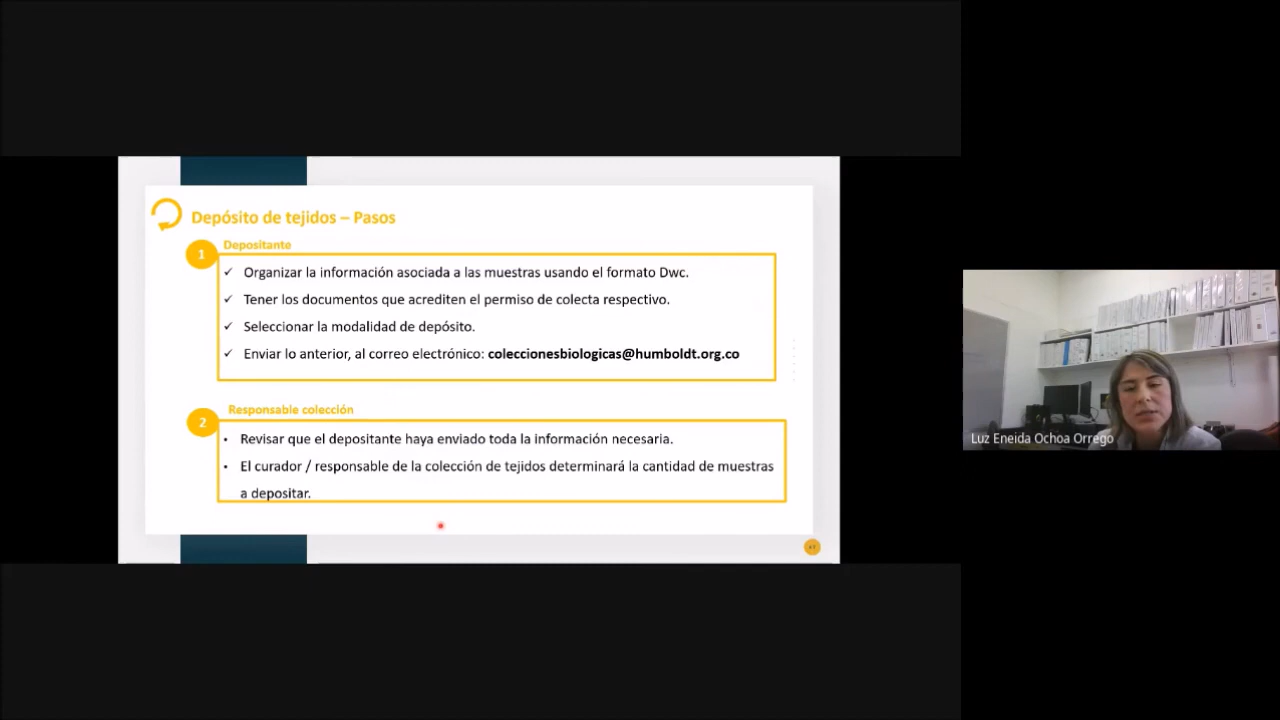 Depósito de tejidos – Pasos
1
Depositante
✓ Organizar la información asociada a las muestras usando el formato Dwc.
✓ Tener los documentos que acrediten el permiso de colecta respectivo.
✓ Seleccionar la modalidad de depósito.
✓ Enviar lo anterior, al correo electrónico: coleccionesbiologicas@humboldt.org.co
2
Responsable colección
• Revisar que el depositante haya enviado toda la información necesaria.
• El curador / responsable de la colección de tejidos determinará la cantidad de muestras
a depositar.
Luz Eneida Ochoa Orrego